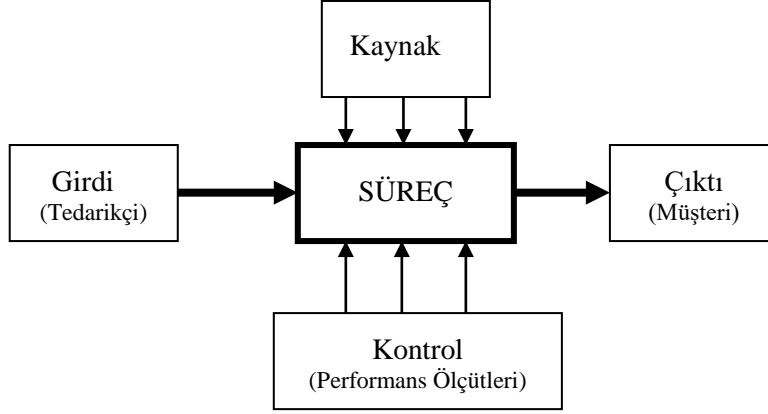 Kaynak
Girdi
(Tedarikçi)
SÜREÇ
Çıktı
(Müşteri)
Kontrol
(Performans Ölçütleri)